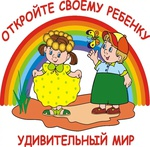 ОТКРОЙТЕ СВОЕМУ РЕБЕНКУ
УДИВИТЕЛЬНЫЙ МИР